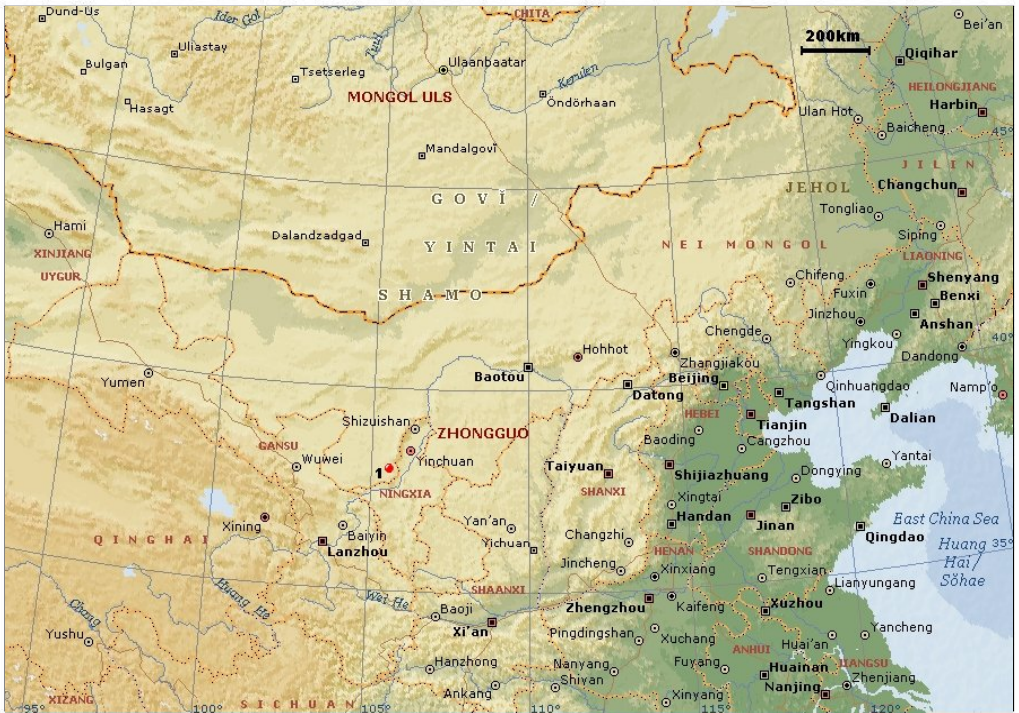 Dund-Us
Ider Gol
CHITA
200km
Bei'an
Uliastay
Tuul
Ulaanbaatar
Qiqihar
Bulgan
Tsetserleg
Kerulen
HEILONGJIANG
Hasagt
MONGOL ULS
Öndörhaan
Harbin
Ulan Hot
45°
Baicheng
Mandalgovĭ
JILIN
JEHOL
Changchun
GOVĬ /
Tongliao
Hami
Dalandzadgad
YINTAI
NEI MONGOL
Siping
XINJIANG
UYGUR
LIAONING
SHAMO
Chifeng
Shenyang
Fuxin
Benxi
Jinzhou
Anshan
Chengde
Yingkou
40°
Hohhot
Zhangjiakou
Dandong
Yumen
Baotou
Beijing
Qinhuangdao
Namp'o
Datong
Tangshan
Dalian
HEBEI
Tianjin
Shizuishan
ZHONGGUO
Baoding
Cangzhou
GANSU
Wuwei
1
Yinchuan
Taiyuan
Shijiazhuang
Yantai
Dongying
NINGXIA
SHANXI
Xingtai
Zibo
Xining
Baiyin
Yan'an
Handan
Jinan
East China Sea
QINGHAI
Lanzhou
Yichuan
Changzhi
Qingdao
Huang
Hai /
Sŏhae
35°
HENAN
SHANDONG
Jincheng
Xinxiang
Tengxian
Huang He
Wei He
SHAANXI
Lianyungang
Chang
Baoji
Zhengzhou
Kaifeng
Xuzhou
Yushu
Xi'an
Pingdingshan
Xuchang
Huai'an
Yancheng
ANHUI
Hanzhong
Nanyang
Fuyang
Huainan
JIANGSU
Ankang
Shiyan
Nanjing
Zhenjiang
XIZANG
SICHUAN
Xinyang
95°
100°
105°
110°
115°
120°